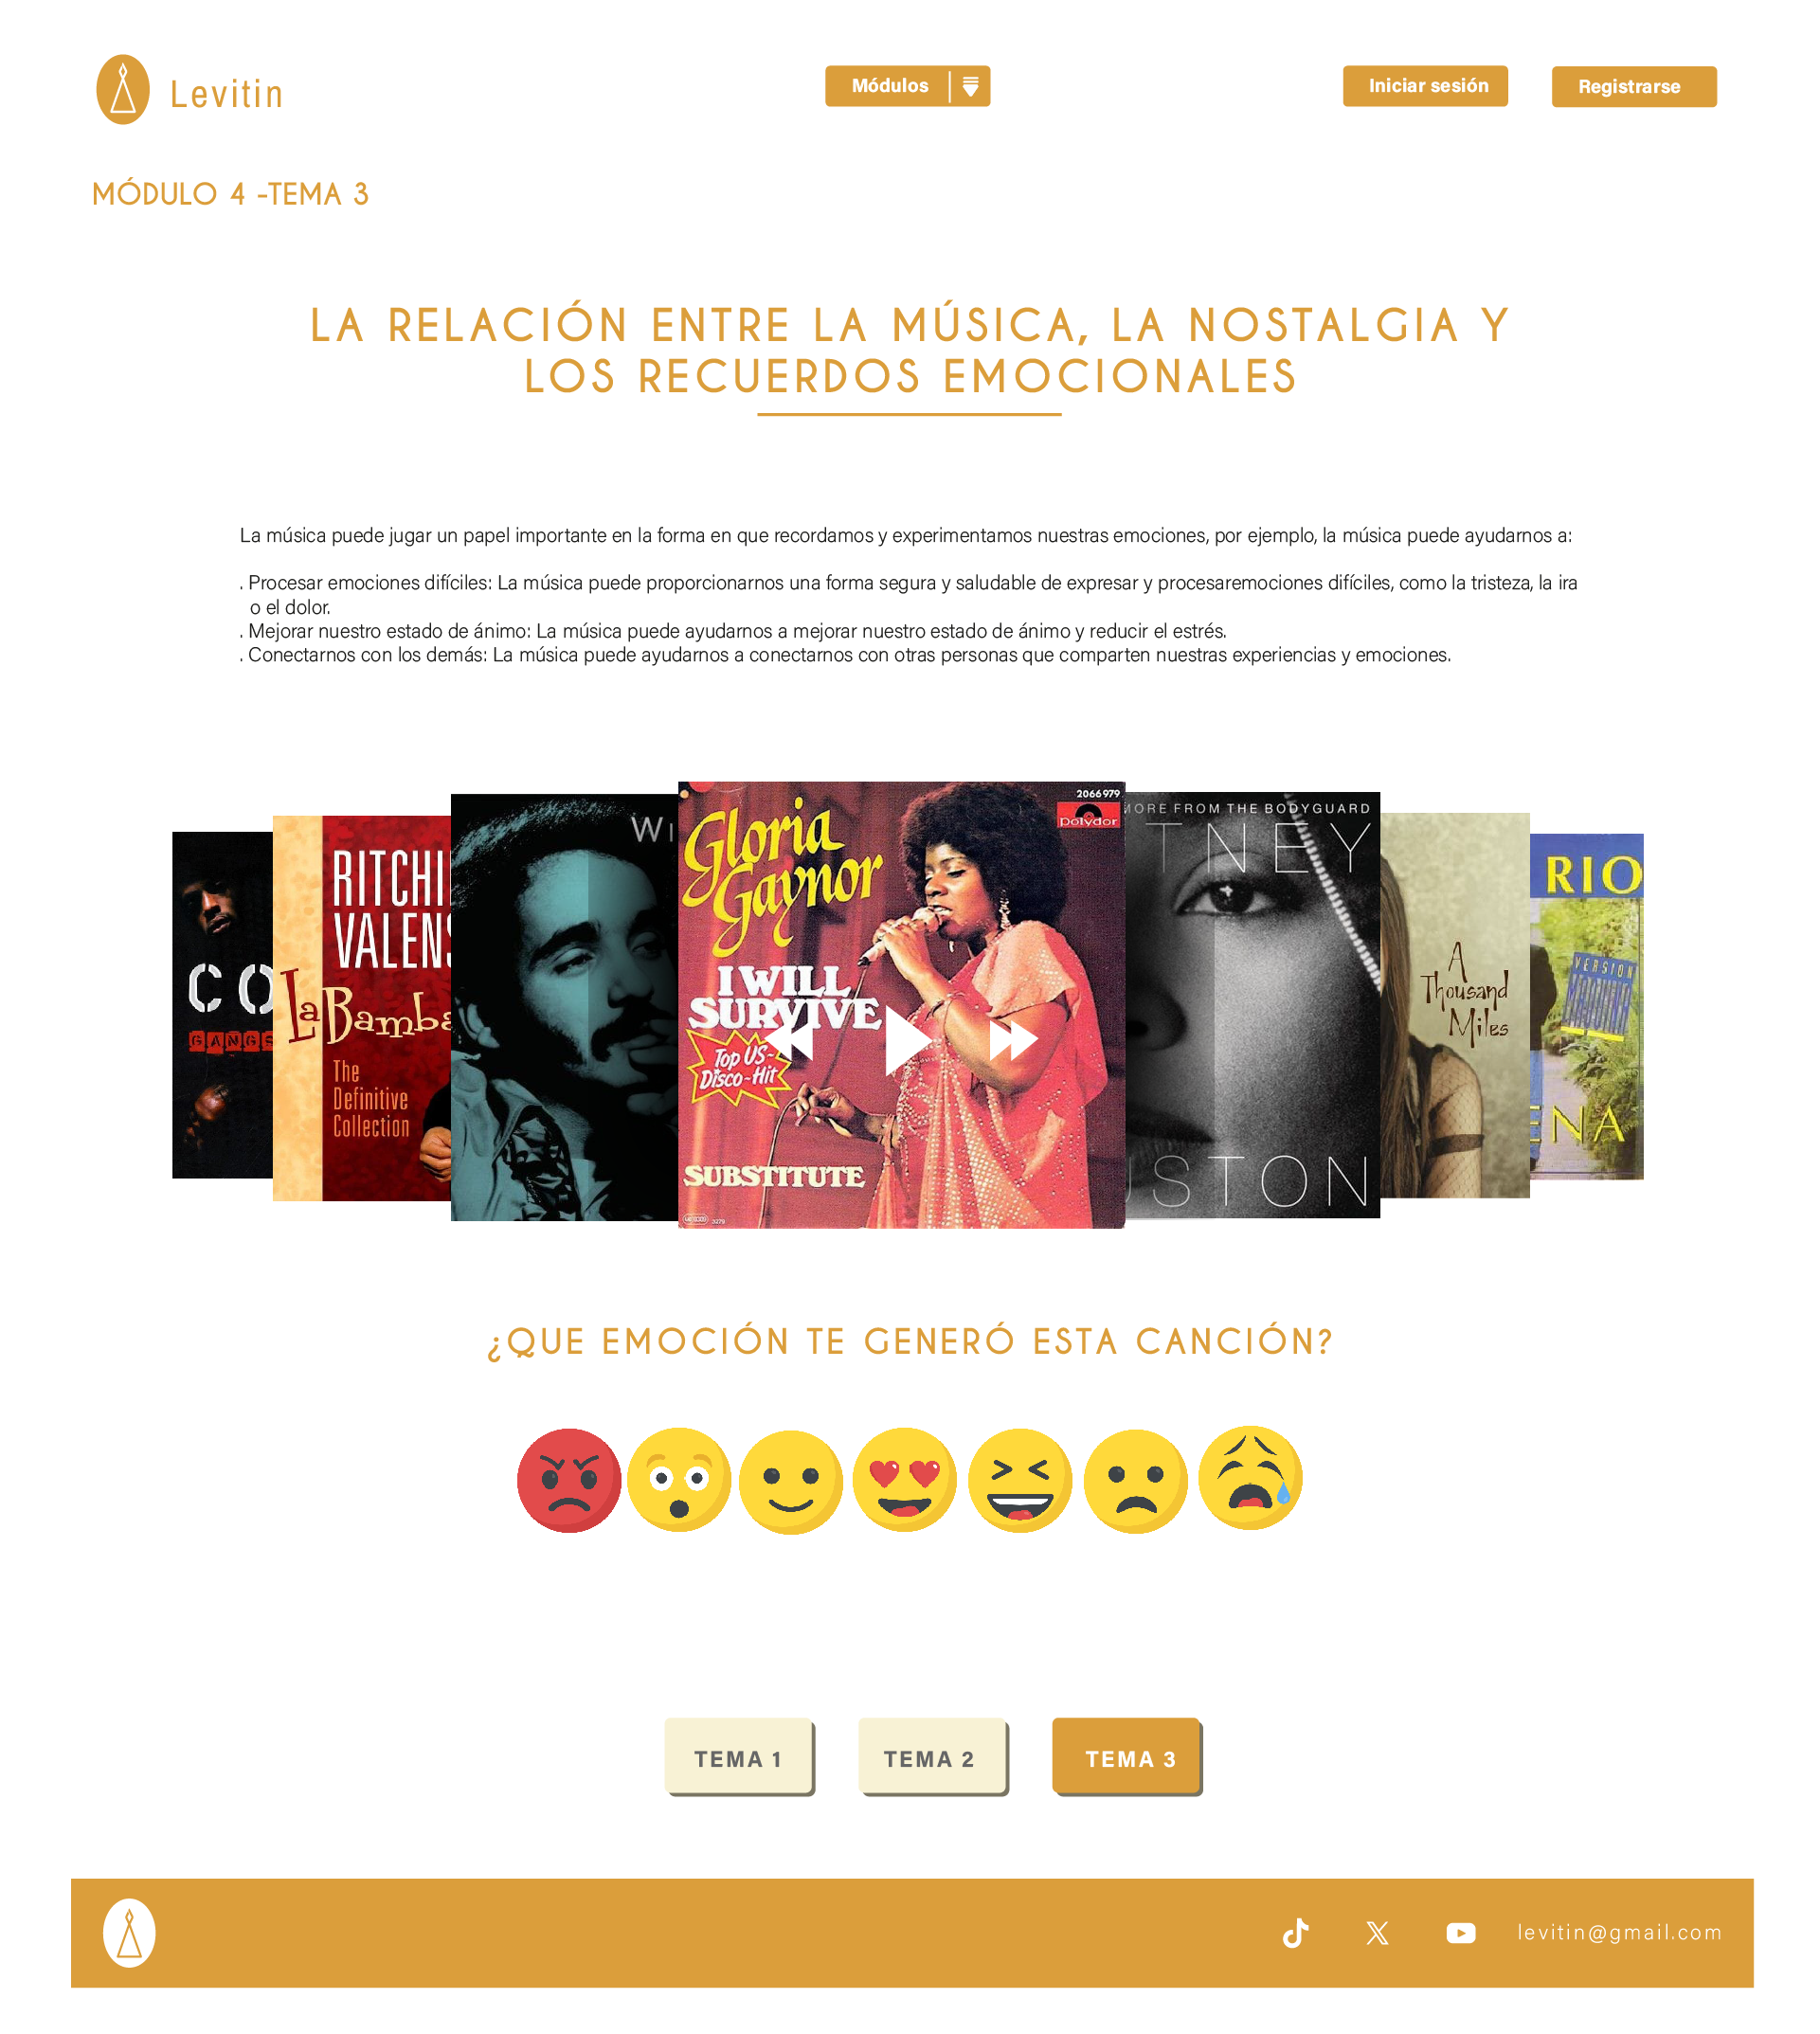 Levitin
Módulos
Iniciar sesión
Registrarse
MÓDULO 4 -TEMA 3
LA RELACIÓN ENTRE LA MÚSICA, LA NOSTALGIA Y
LOS RECUERDOS EMOCIONALES
La música puede jugar un papel importante en la forma en que recordamos y experimentamos nuestras emociones, por ejemplo, la música puede ayudarnos a:
. Procesar emociones difíciles: La música puede proporcionarnos una forma segura y saludable de expresar y procesaremociones difíciles, como la tristeza, la ira
o el dolor.
. Mejorar nuestro estado de ánimo: La música puede ayudarnos a mejorar nuestro estado de ánimo y reducir el estrés.
. Conectarnos con los demás: La música puede ayudarnos a conectarnos con otras personas que comparten nuestras experiencias y emociones.
CO
GANGS
RITCHI
VALENS
La Bamba
The
Definitive
Collection
Wi
Gloria
Gaynor
2066 979
Polydor
I WILL
SURVIVE
Top US-
Disco-Hit
SUBSTITUTE
MORE FROM THE BODYGUARD
TNEY
USTON
A
Thousand
Miles
RIO
VERSION
ENA
¿QUE EMOCIÓN TE GENERÓ ESTA CANCIÓN?
TEMA 1
TEMA 2
TEMA 3
levitin@gmail.com